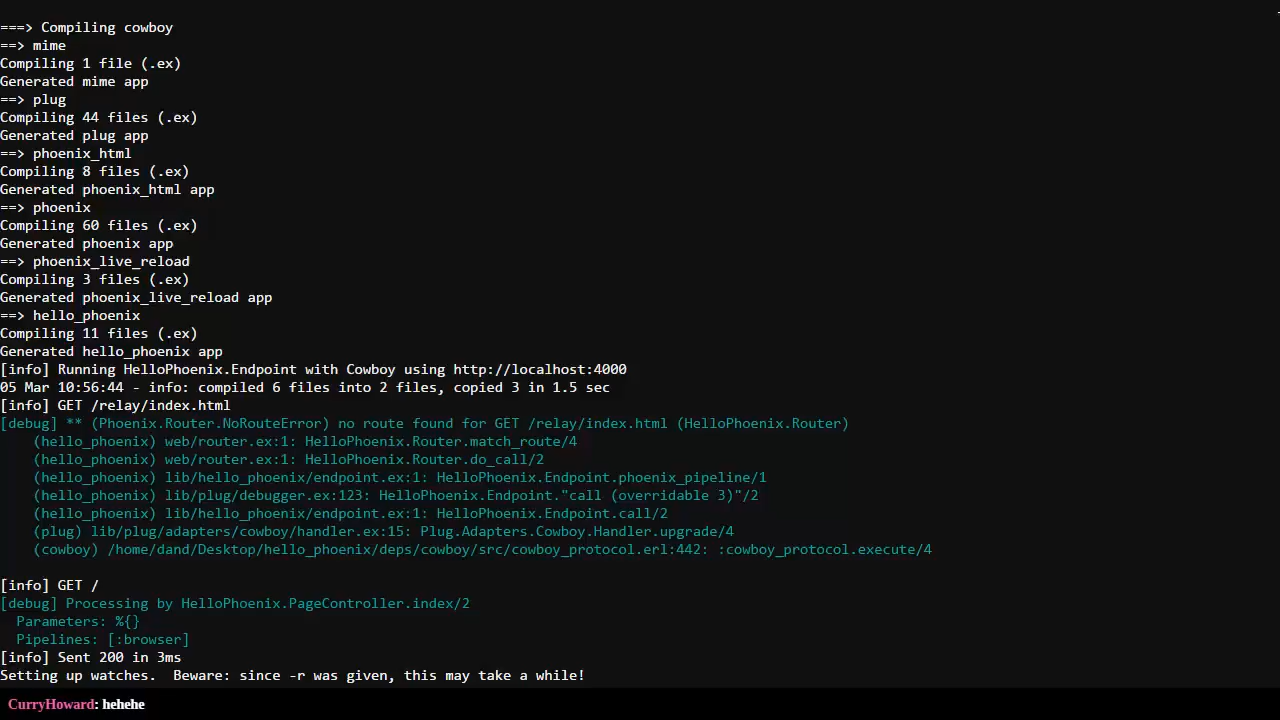 ===> Compiling cowboy
==> mime
Compiling 1 file (.ex)
Generated mime app
==> plug
Compiling 44 files (.ex)
Generated plug app
==> phoenix_html
Compiling 8 files (.ex)
Generated phoenix_html app
==> phoenix
Compiling 60 files (.ex)
Generated phoenix app
==> phoenix_live_reload
Compiling 3 files (.ex)
Generated phoenix_live_reload app
==> hello_phoenix
Compiling 11 files (.ex)
Generated hello_phoenix app
[info] Running HelloPhoenix.Endpoint with Cowboy using http://localhost:4000
05 Mar 10:56:44 - info: compiled 6 files into 2 files, copied 3 in 1.5 sec
[info] GET /relay/index.html
[debug] ** (Phoenix.Router.NoRouteError) no route found for GET /relay/index.html (HelloPhoenix.Router)
    (hello_phoenix) web/router.ex:1: HelloPhoenix.Router.match_route/4
    (hello_phoenix) web/router.ex:1: HelloPhoenix.Router.do_call/2
    (hello_phoenix) lib/hello_phoenix/endpoint.ex:1: HelloPhoenix.Endpoint.phoenix_pipeline/1
    (hello_phoenix) lib/plug/debugger.ex:123: HelloPhoenix.Endpoint."call (overridable 3)"/2
    (hello_phoenix) lib/hello_phoenix/endpoint.ex:1: HelloPhoenix.Endpoint.call/2
    (plug) lib/plug/adapters/cowboy/handler.ex:15: Plug.Adapters.Cowboy.Handler.upgrade/4
    (cowboy) /home/dand/Desktop/hello_phoenix/deps/cowboy/src/cowboy_protocol.erl:442: :cowboy_protocol.execute/4
[info] GET /
[debug] Processing by HelloPhoenix.PageController.index/2
  Parameters: %{}
  Pipelines: [:browser]
[info] Sent 200 in 3ms
Setting up watches.  Beware: since -r was given, this may take a while!
CurryHoward: hehehe